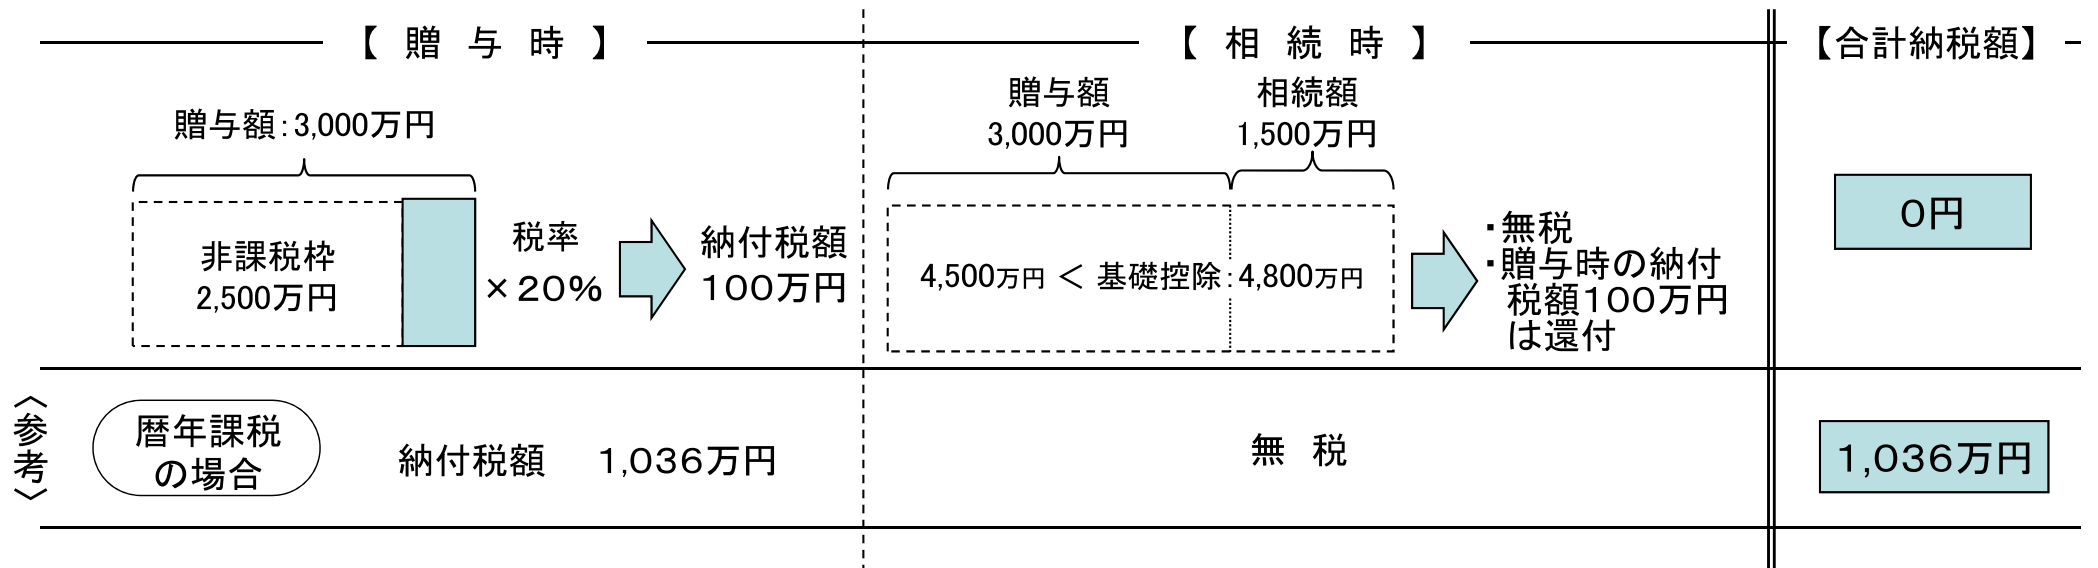 【 贈 与 時 】
【 相 続 時 】
【合計納税額】
贈与額：3,000万円
非課税枠
2,500万円
税率
×20%
納付税額
100万円
贈与額
3,000万円
相続額
1,500万円
4,500万円 ＜ 基礎控除：4,800万円
・無税
・贈与時の納付
税額100万円
は還付
0円
〈参考〉
暦年課税
の場合
納付税額　1,036万円
無 税
1,036万円